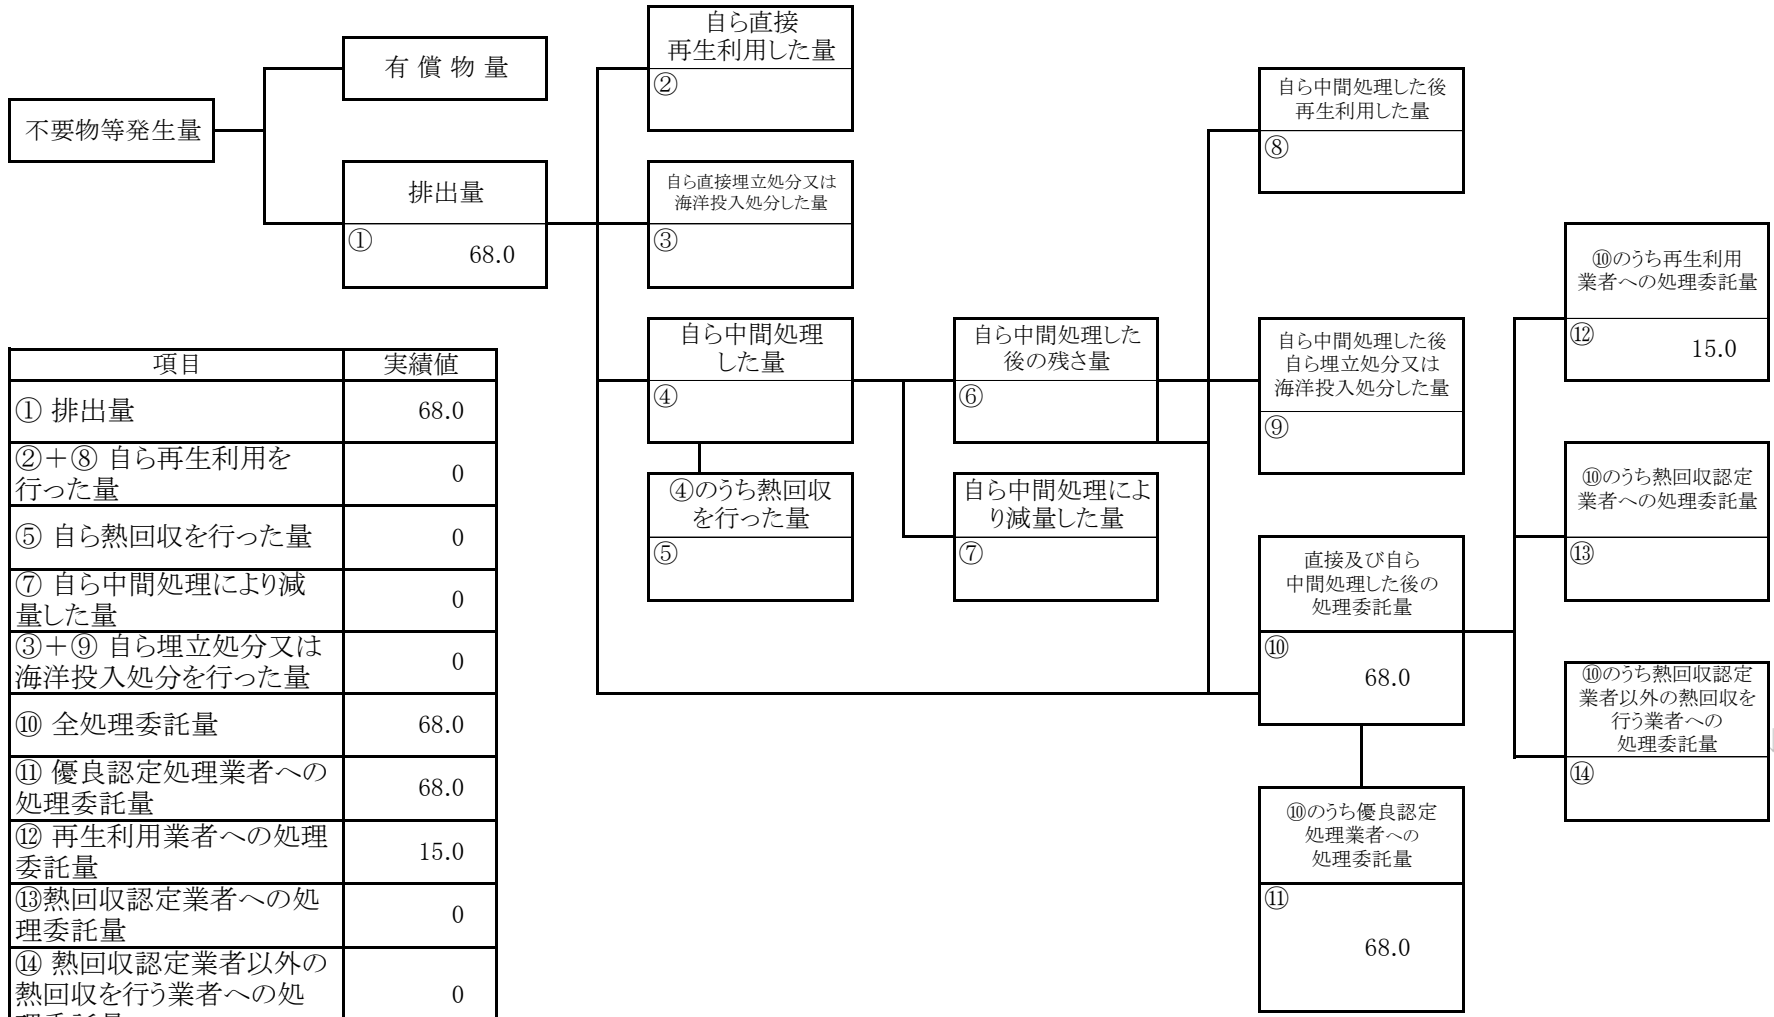 不要物等発生量
有 償 物 量
排出量
①
68.0
自ら直接
再生利用した量
②
自ら直接埋立処分又は
海洋投入処分した量
③
自ら中間処理
した量
④
④のうち熱回収
を行った量
⑤
自ら中間処理した
後の残さ量
⑥
自ら中間処理によ
り減量した量
⑦
自ら中間処理した後
再生利用した量
⑧
自ら中間処理した後
自ら埋立処分又は
海洋投入処分した量
⑨
直接及び自ら
中間処理した後の
処理委託量
⑩
68.0
⑩のうち優良認定
処理業者への
処理委託量
⑪
68.0
⑩のうち再生利用
業者への処理委託量
⑫
15.0
⑩のうち熱回収認定
業者への処理委託量
⑬
⑩のうち熱回収認定
業者以外の熱回収を
行う業者への
処理委託量
⑭
項目 実績値
① 排出量 68.0
②＋⑧ 自ら再生利用を
行った量 0
⑤ 自ら熱回収を行った量 0
⑦ 自ら中間処理により減
量した量 0
③＋⑨ 自ら埋立処分又は
海洋投入処分を行った量 0
⑩ 全処理委託量 68.0
⑪ 優良認定処理業者への
処理委託量 68.0
⑫ 再生利用業者への処理
委託量 15.0
⑬熱回収認定業者への処
理委託量 0
⑭ 熱回収認定業者以外の
熱回収を行う業者への処 0